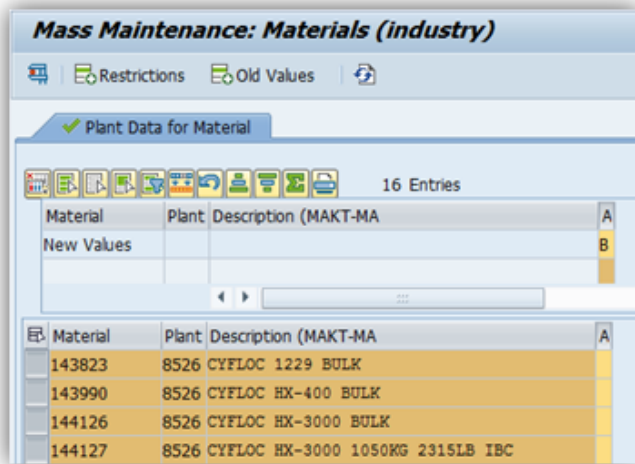 Mass Maintenance: Materials (industry)
Restrictions Old Values
Plant Data for Material
16 Entries
Material Plant Description (MAKT-MA A
New Values B
Material Plant Description (MAKT-MA A
143823 8526 CYFLOC 1229 BULK
143990 8526 CYFLOC HX-400 BULK
144126 8526 CYFLOC HX-3000 BULK
144127 8526 CYFLOC HX-3000 1050KG 2315LB IBC